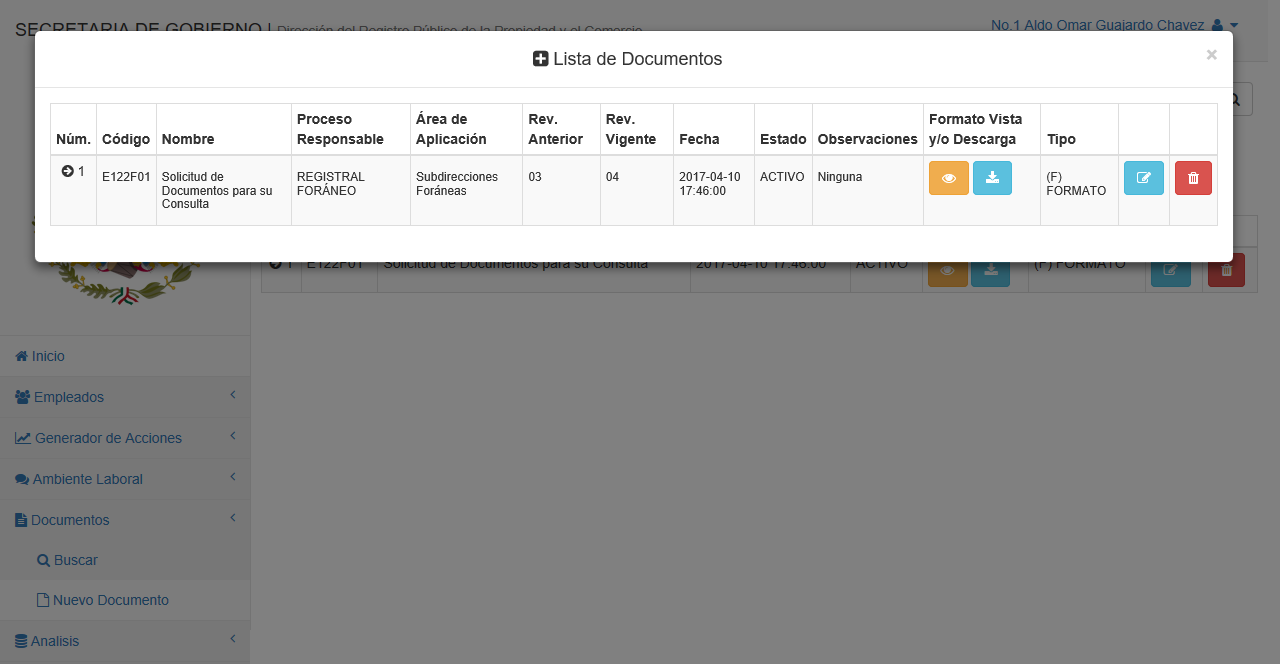 SECRETARIA DE GOBIERNO | Dirección del Registro Público de la Propiedad y el Comercio
No.1 Aldo Omar Guajardo Chavez
Lista de Documentos
×
Núm. Código Nombre Proceso Responsable Área de Aplicación Rev. Anterior Rev. Vigente Fecha Estado Observaciones Formato Vista y/o Descarga Tipo
1 E122F01 Solicitud de Documentos para su Consulta REGISTRAL FORÁNEO Subdirecciones Foráneas 03 04 2017-04-10 17:46:00 ACTIVO Ninguna (F) FORMATO
1 E122F01 Solicitud de Documentos para su Consulta 2017-04-10 17:46:00 ACTIVO (F) FORMATO
Inicio
Empleados
Generador de Acciones
Ambiente Laboral
Documentos
Buscar
Nuevo Documento
Analisis